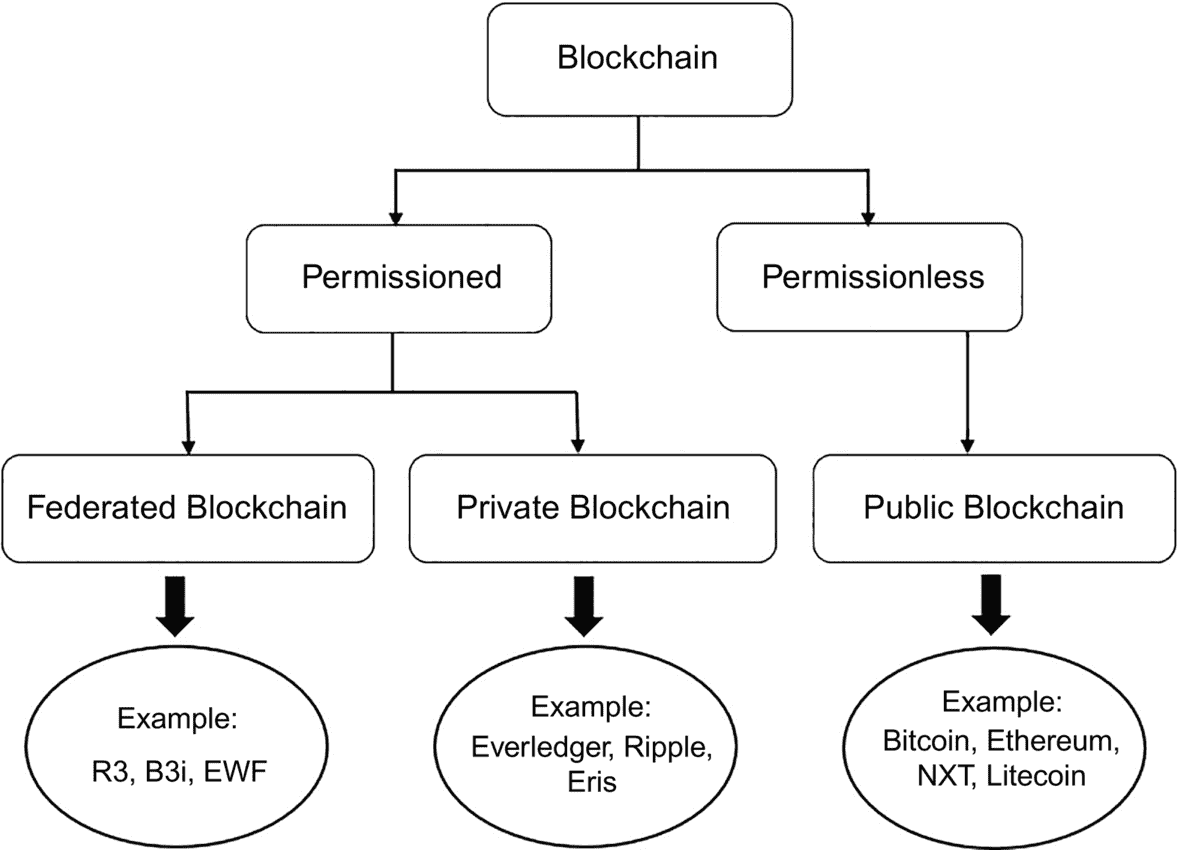 Blockchain
Permissioned
Permissionless
Federated Blockchain
Private Blockchain
Public Blockchain
Example:
R3, B3i, EWF
Example:
Everledger, Ripple,
Eris
Example:
Bitcoin, Ethereum,
NXT, Litecoin